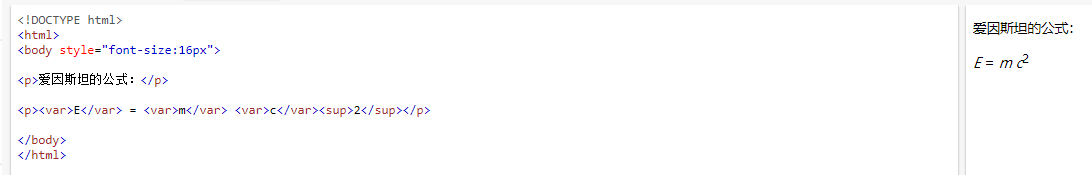 <!DOCTYPE html>
<html>
<body style="font-size:16px">
<p>爱因斯坦的公式：</p>
<p><var>E</var> = <var>m</var> <var>c</var><sup>2</sup></p>
</body>
</html>
爱因斯坦的公式：
E = m c²